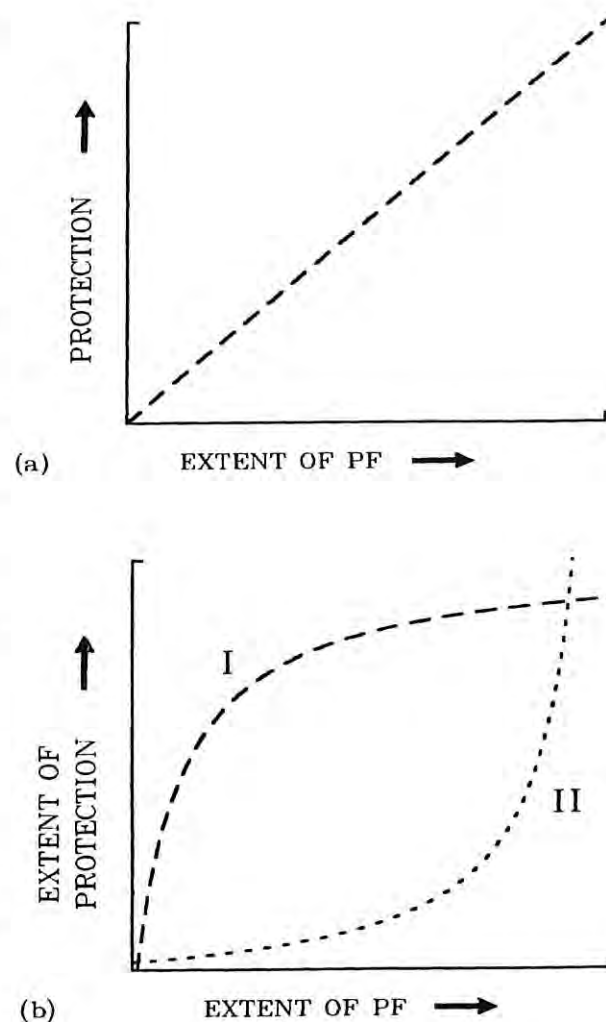 PROTECTION
(a) EXTENT OF PF
I
II
EXTENT OF
PROTECTION
(b) EXTENT OF PF